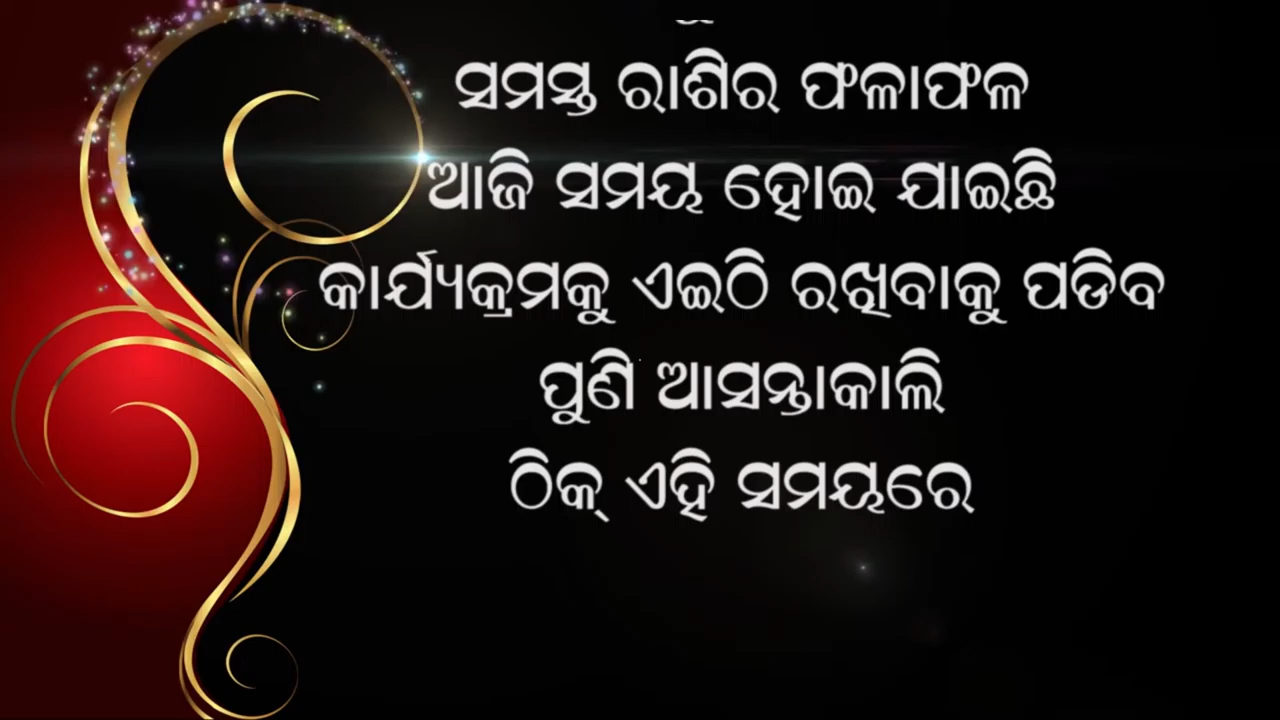 ସମସ୍ତ ରାଶିର ଫଳାଫଳ
ଆଜି ସମୟ ହୋଇ ଯାଇଛି
କାର୍ଯ୍ୟକ୍ରମକୁ ଏଇଠି ରଖିବାକୁ ପଡିବ
ପୁଣି ଆସନ୍ତାକାଲି
ଠିକ୍ ଏହି ସମୟରେ